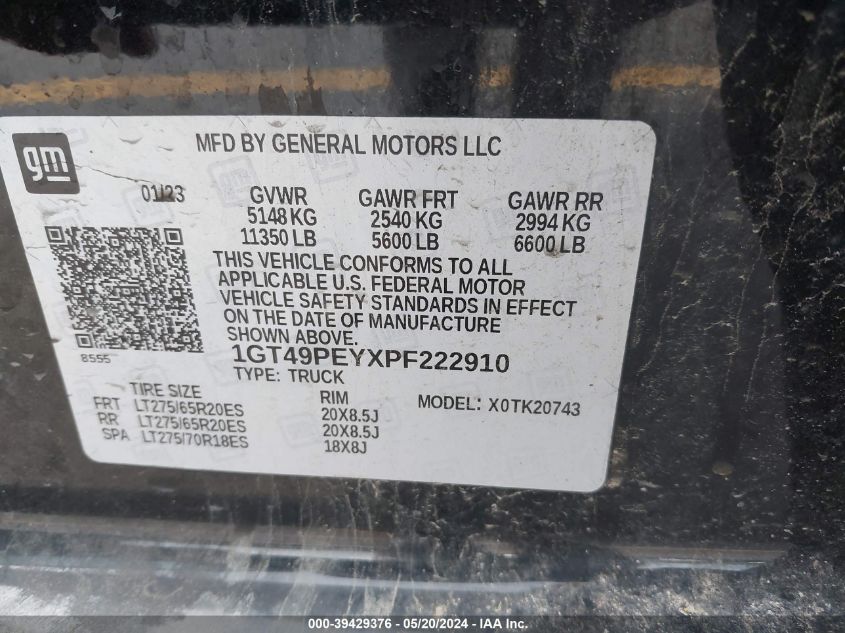 gm
MFD BY GENERAL MOTORS LLC
01/23 GVWR GAWR FRT GAWR RR
5148 KG 2540 KG 2994 KG
11350 LB 5600 LB 6600 LB
THIS VEHICLE CONFORMS TO ALL
APPLICABLE U.S. FEDERAL MOTOR
VEHICLE SAFETY STANDARDS IN EFFECT
ON THE DATE OF MANUFACTURE
SHOWN ABOVE.
8555 1GT49PEYXPF222910
TYPE: TRUCK
TIRE SIZE RIM MODEL: X0TK20743
FRT LT275/65R20ES 20X8.5J
RR LT275/65R20ES 20X8.5J
SPA LT275/70R18ES 18X8J
000-39429376 - 05/20/2024 - IAA Inc.